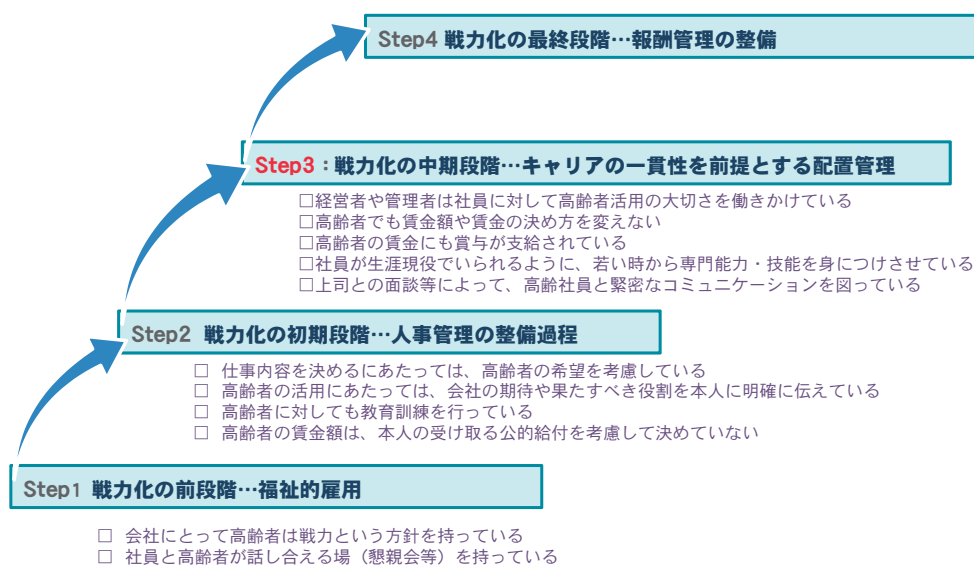 Step4 戦力化の最終段階…報酬管理の整備
Step3：戦力化の中期段階…キャリアの一貫性を前提とする配置管理
□経営者や管理者は社員に対して高齢者活用の大切さを働きかけている
□高齢者でも賃金額や賃金の決め方を変えない
□高齢者の賃金にも賞与が支給されている
□社員が生涯現役でいられるように、若い時から専門能力・技能を身につけさせている
□上司との面談等によって、高齢社員と緊密なコミュニケーションを図っている
Step2 戦力化の初期段階…人事管理の整備過程
□ 仕事内容を決めるにあたっては、高齢者の希望を考慮している
□ 高齢者の活用にあたっては、会社の期待や果たすべき役割を本人に明確に伝えている
□ 高齢者に対しても教育訓練を行っている
□ 高齢者の賃金額は、本人の受け取る公的給付を考慮して決めていない
Step1 戦力化の前段階…福祉的雇用
□ 会社にとって高齢者は戦力という方針を持っている
□ 社員と高齢者が話し合える場（懇親会等）を持っている